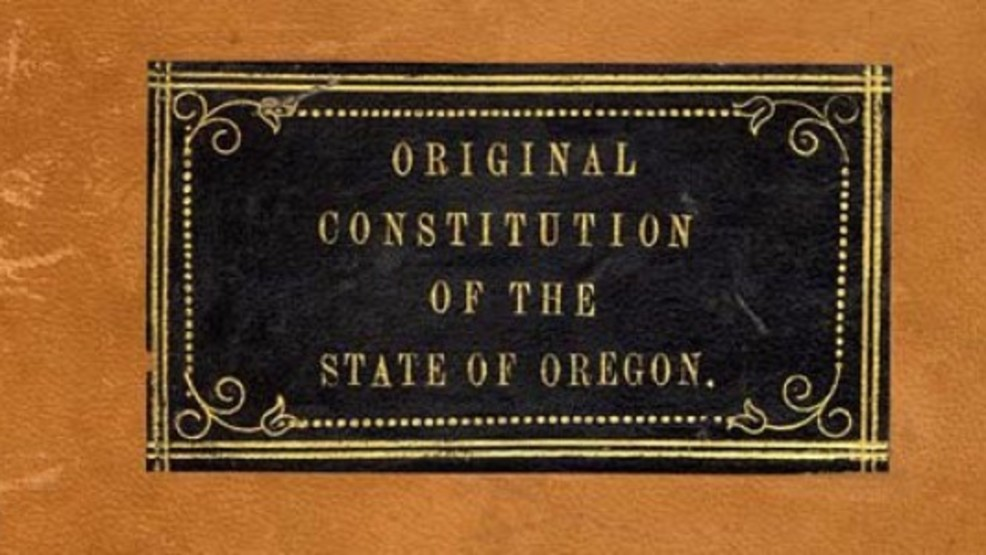 ORIGINAL
CONSTITUTION
OF THE
STATE OF OREGON.